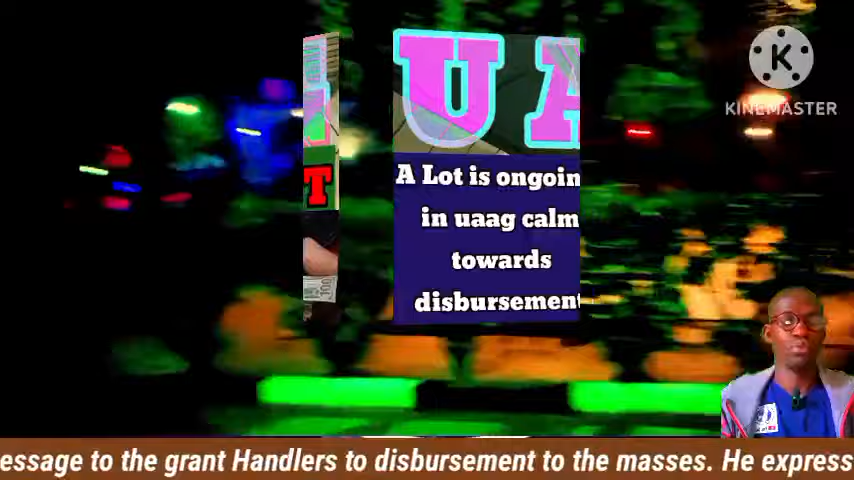 K
KINEMASTER
U A
T
A Lot is ongoin
in uaag calm
towards
disbursement
100
essage to the grant Handlers to disbursement to the masses. He express